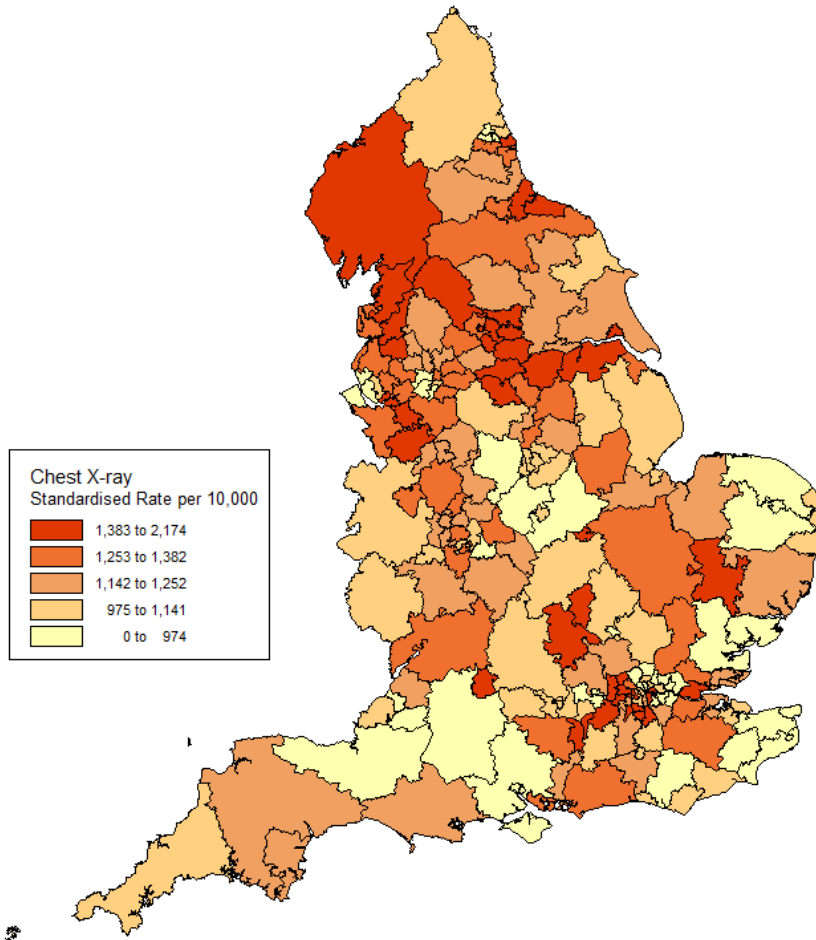 Chest X-ray
Standardised Rate per 10,000
1,383 to 2,174
1,253 to 1,382
1,142 to 1,252
975 to 1,141
0 to 974